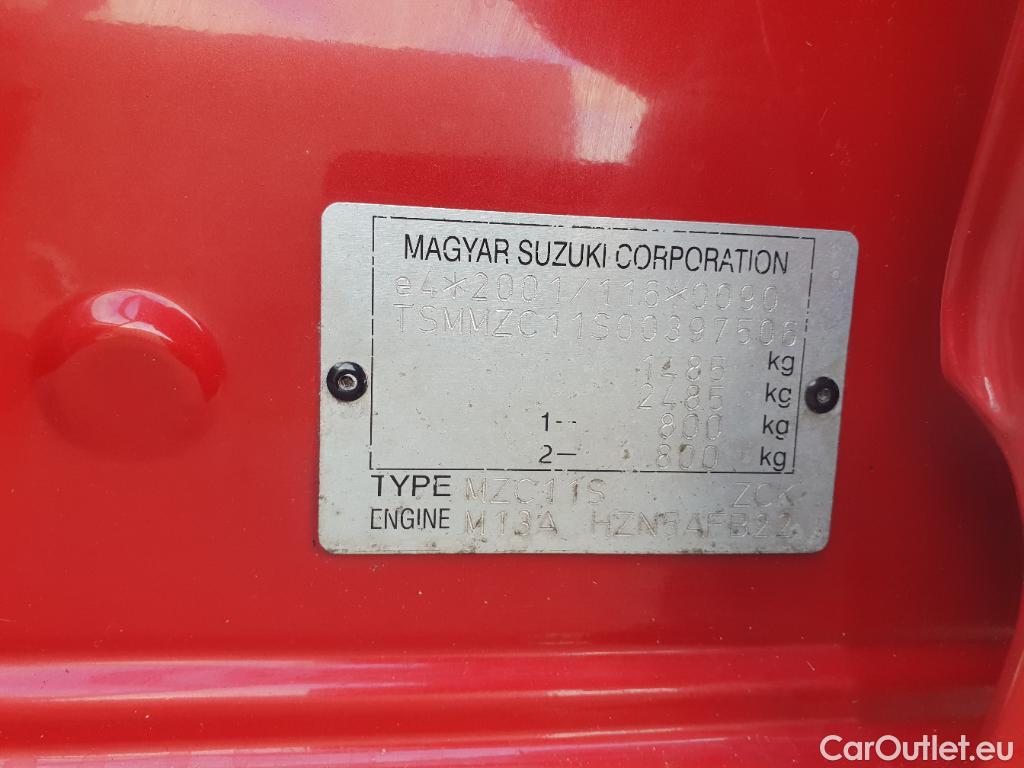 MAGYAR SUZUKI CORPORATION
e4*2001/116*0090
TSMMZC11S00397506
1485 kg
2485 kg
1-- 800 kg
2— 800 kg
TYPE MZC11S ZCK
ENGINE M13A
CarOutlet.eu